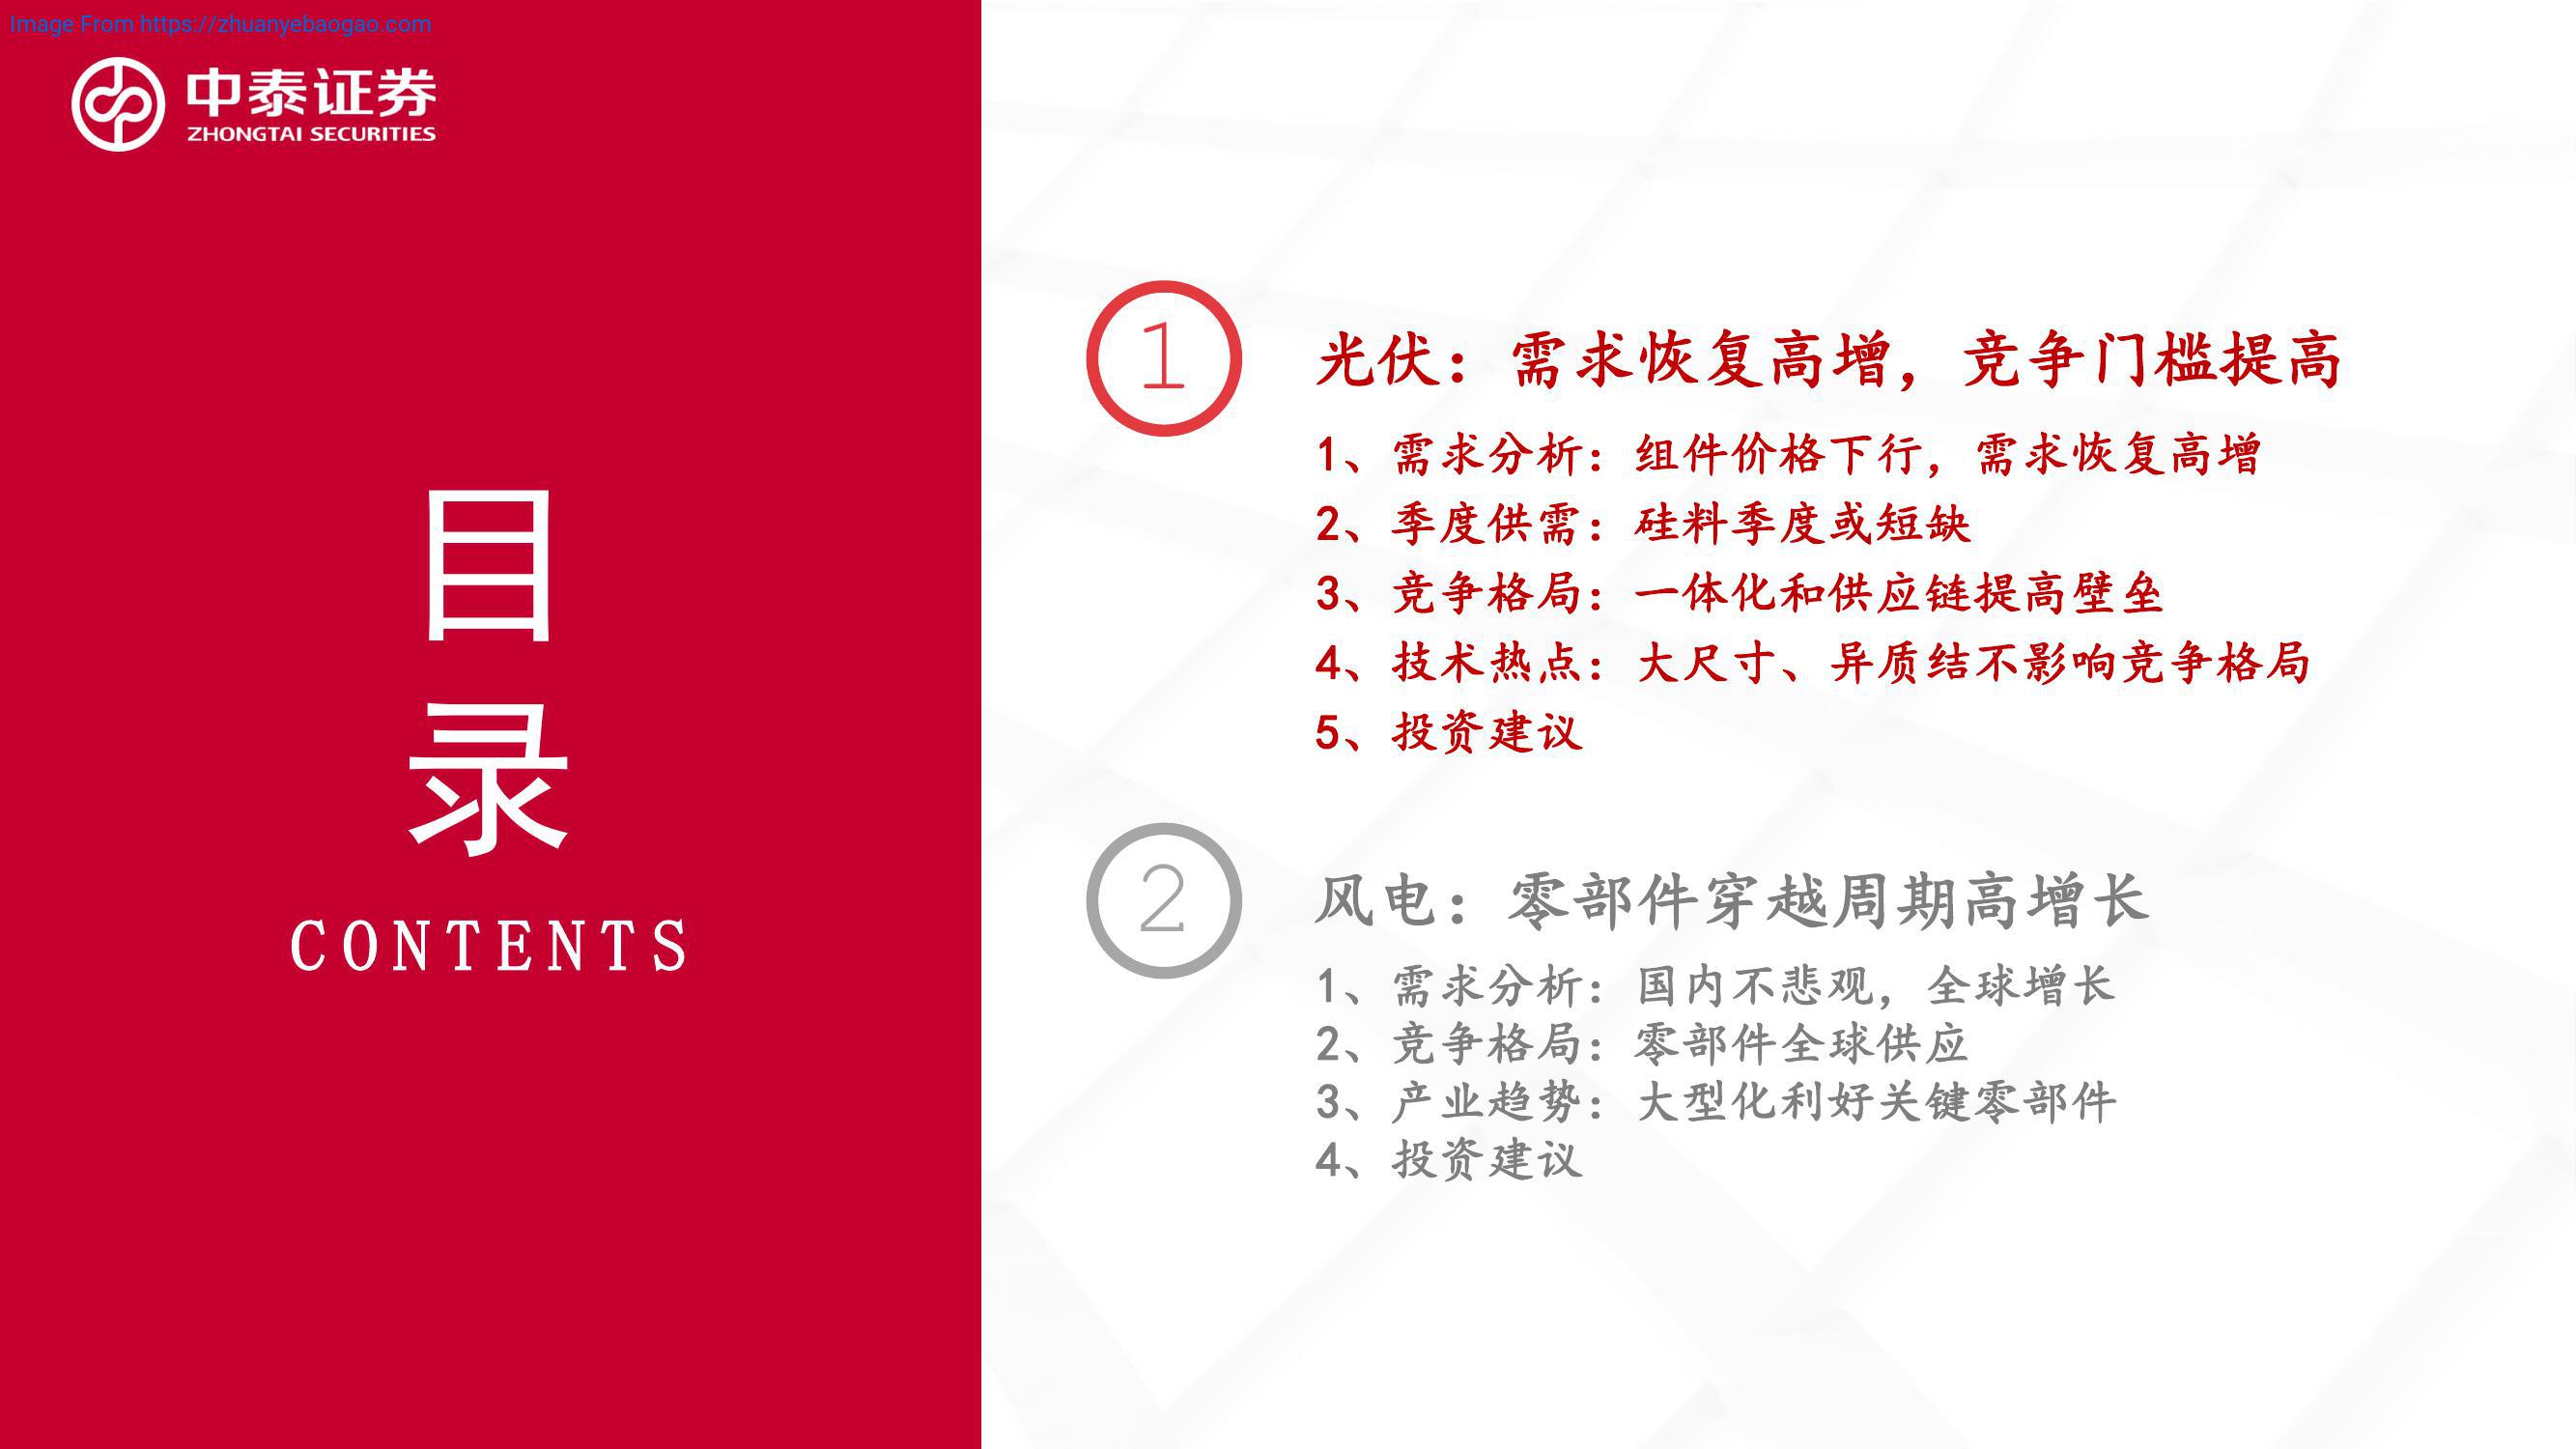 Image From https://zhuanyebaogao.com
中泰证券
ZHONGTAI SECURITIES
目
录
CONTENTS
1
光伏：需求恢复高增，竞争门槛提高
1、需求分析：组件价格下行，需求恢复高增
2、季度供需：硅料季度或短缺
3、竞争格局：一体化和供应链提高壁垒
4、技术热点：大尺寸、异质结不影响竞争格局
5、投资建议
2
风电：零部件穿越周期高增长
1、需求分析：国内不悲观，全球增长
2、竞争格局：零部件全球供应
3、产业趋势：大型化利好关键零部件
4、投资建议